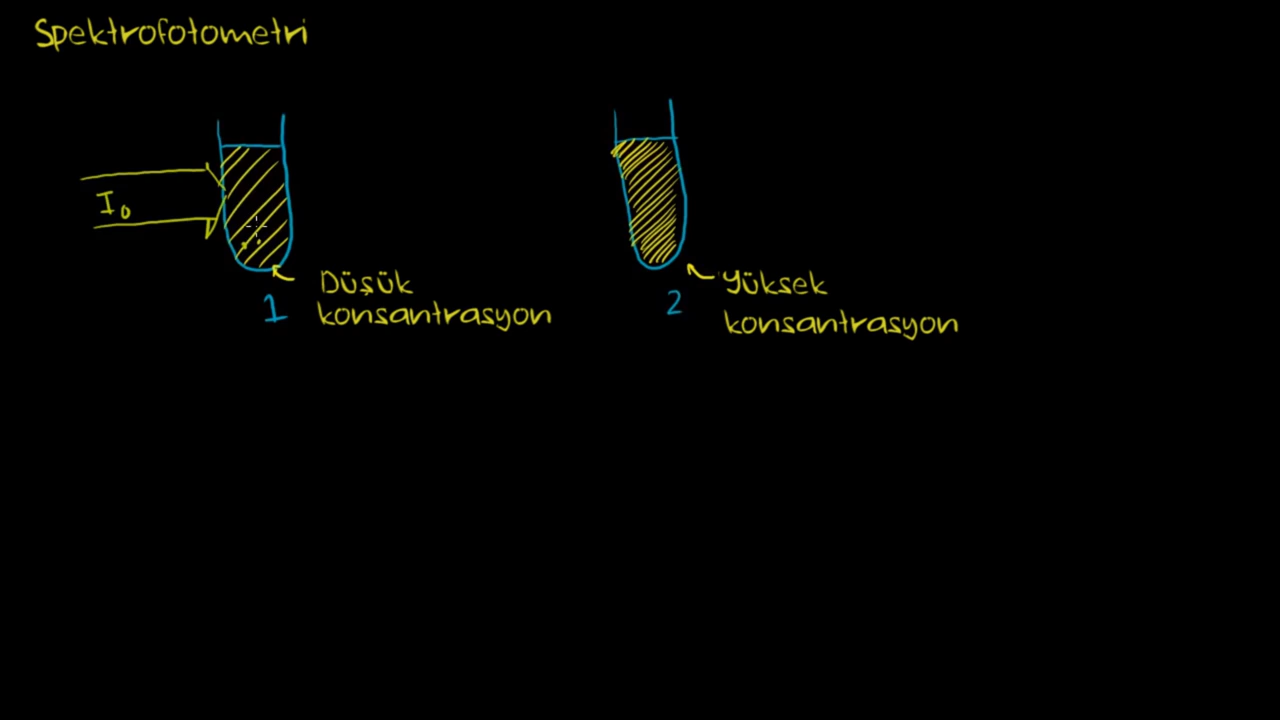 Spektrofotometri
I₀
Düşük
konsantrasyon
1
Yüksek
konsantrasyon
2